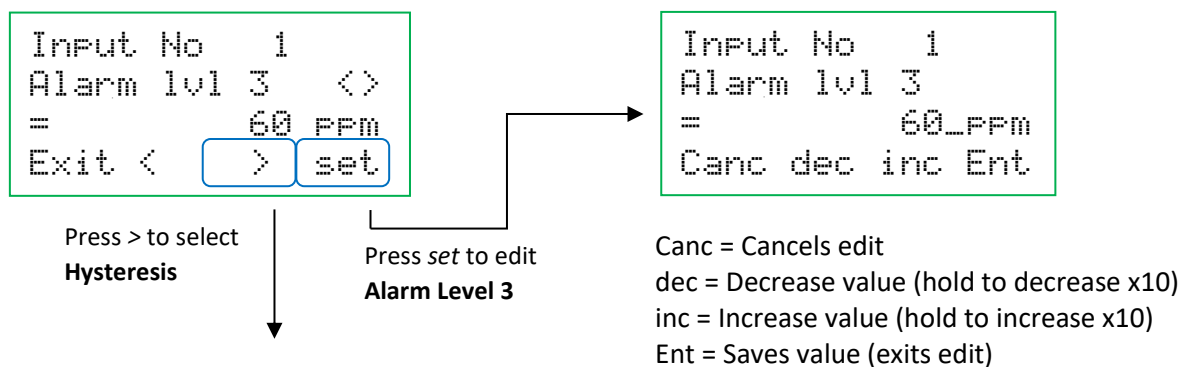 Input No 1
Alarm lvl 3 <>
= 60 ppm
Exit < > set
Press > to select
Hysteresis
Press set to edit
Alarm Level 3
Input No 1
Alarm lvl 3
= 60_ppm
Canc dec inc Ent
Canc = Cancels edit
dec = Decrease value (hold to decrease x10)
inc = Increase value (hold to increase x10)
Ent = Saves value (exits edit)